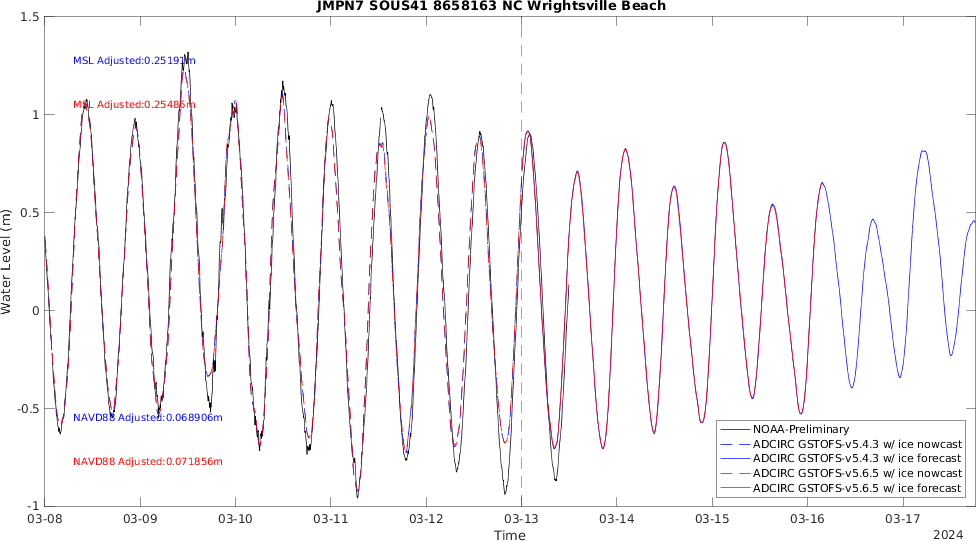 JMPN7 SOUS41 8658163 NC Wrightsville Beach
1.5
1
0.5
0
-0.5
-1
Water Level (m)
MSL Adjusted:0.25191m
MSL Adjusted:0.25486m
NAVD88 Adjusted:0.068906m
NAVD88 Adjusted:0.071856m
NOAA-Preliminary
ADCIRC GSTOFS-v5.4.3 w/ ice nowcast
ADCIRC GSTOFS-v5.4.3 w/ ice forecast
ADCIRC GSTOFS-v5.6.5 w/ ice nowcast
ADCIRC GSTOFS-v5.6.5 w/ ice forecast
03-08 03-09 03-10 03-11 03-12 03-13 03-14 03-15 03-16 03-17
Time
2024